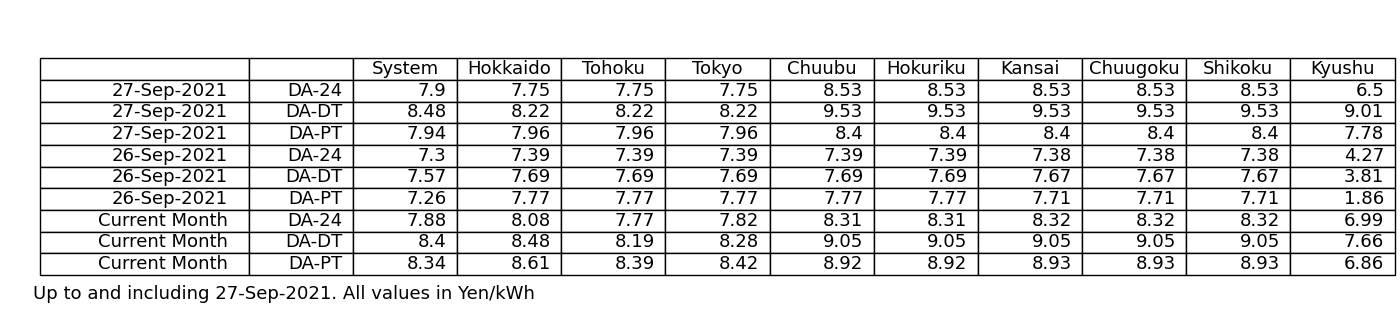 System Hokkaido Tohoku Tokyo Chuubu Hokuriku Kansai Chuugoku Shikoku Kyushu
27-Sep-2021 DA-24 7.9 7.75 7.75 7.75 8.53 8.53 8.53 8.53 8.53 6.5
27-Sep-2021 DA-DT 8.48 8.22 8.22 8.22 9.53 9.53 9.53 9.53 9.53 9.01
27-Sep-2021 DA-PT 7.94 7.96 7.96 7.96 8.4 8.4 8.4 8.4 8.4 7.78
26-Sep-2021 DA-24 7.3 7.39 7.39 7.39 7.39 7.39 7.38 7.38 7.38 4.27
26-Sep-2021 DA-DT 7.57 7.69 7.69 7.69 7.69 7.69 7.67 7.67 7.67 3.81
26-Sep-2021 DA-PT 7.26 7.77 7.77 7.77 7.77 7.77 7.71 7.71 7.71 1.86
Current Month DA-24 7.88 8.08 7.77 7.82 8.31 8.31 8.32 8.32 8.32 6.99
Current Month DA-DT 8.4 8.48 8.19 8.28 9.05 9.05 9.05 9.05 9.05 7.66
Current Month DA-PT 8.34 8.61 8.39 8.42 8.92 8.92 8.93 8.93 8.93 6.86
Up to and including 27-Sep-2021. All values in Yen/kWh